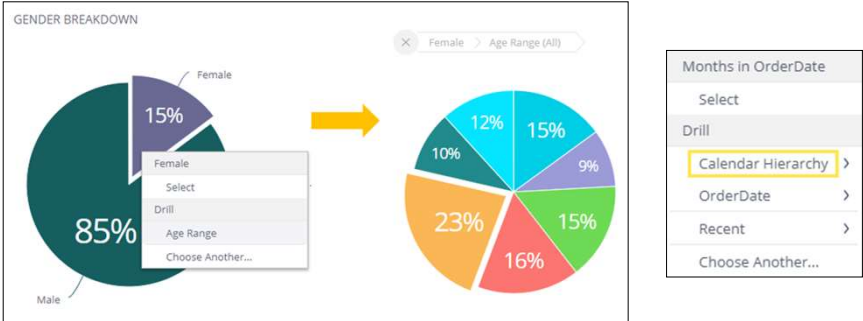 GENDER BREAKDOWN
Female
15%
Female
Select
Drill
Age Range
Choose Another...
85%
Male
Female > Age Range (All)
12%
15%
10%
9%
23%
15%
16%
Months in OrderDate
Select
Drill
Calendar Hierarchy >
OrderDate >
Recent >
Choose Another...